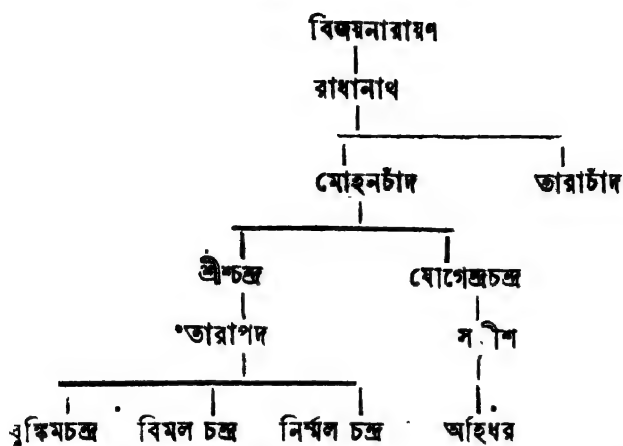 বিজয়নারায়ণ
রাধানাথ
মোহনচাঁদ তারাচাঁদ
শ্রীশচন্দ্র যোগেন্দ্রচন্দ্র
তারাপদ
বঙ্কিমচন্দ্র বিমল চন্দ্র নির্ম্মল চন্দ্র অহিধর